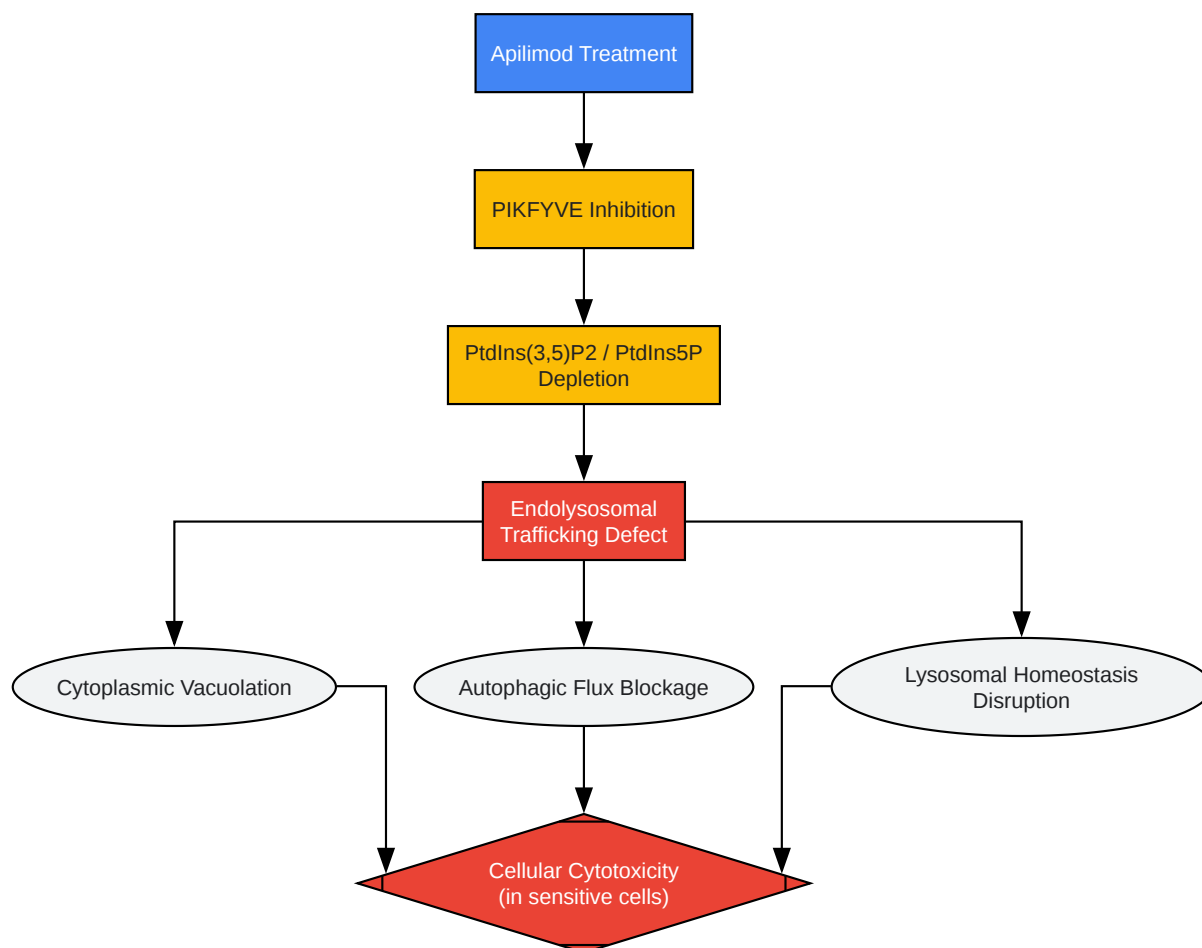 Apilimod Treatment
PIKFYVE Inhibition
PtdIns(3,5)P2 / PtdIns5P
Depletion
Endolysosomal
Trafficking Defect
Cytoplasmic Vacuolation
Autophagic Flux Blockage
Lysosomal Homeostasis
Disruption
Cellular Cytotoxicity
(in sensitive cells)